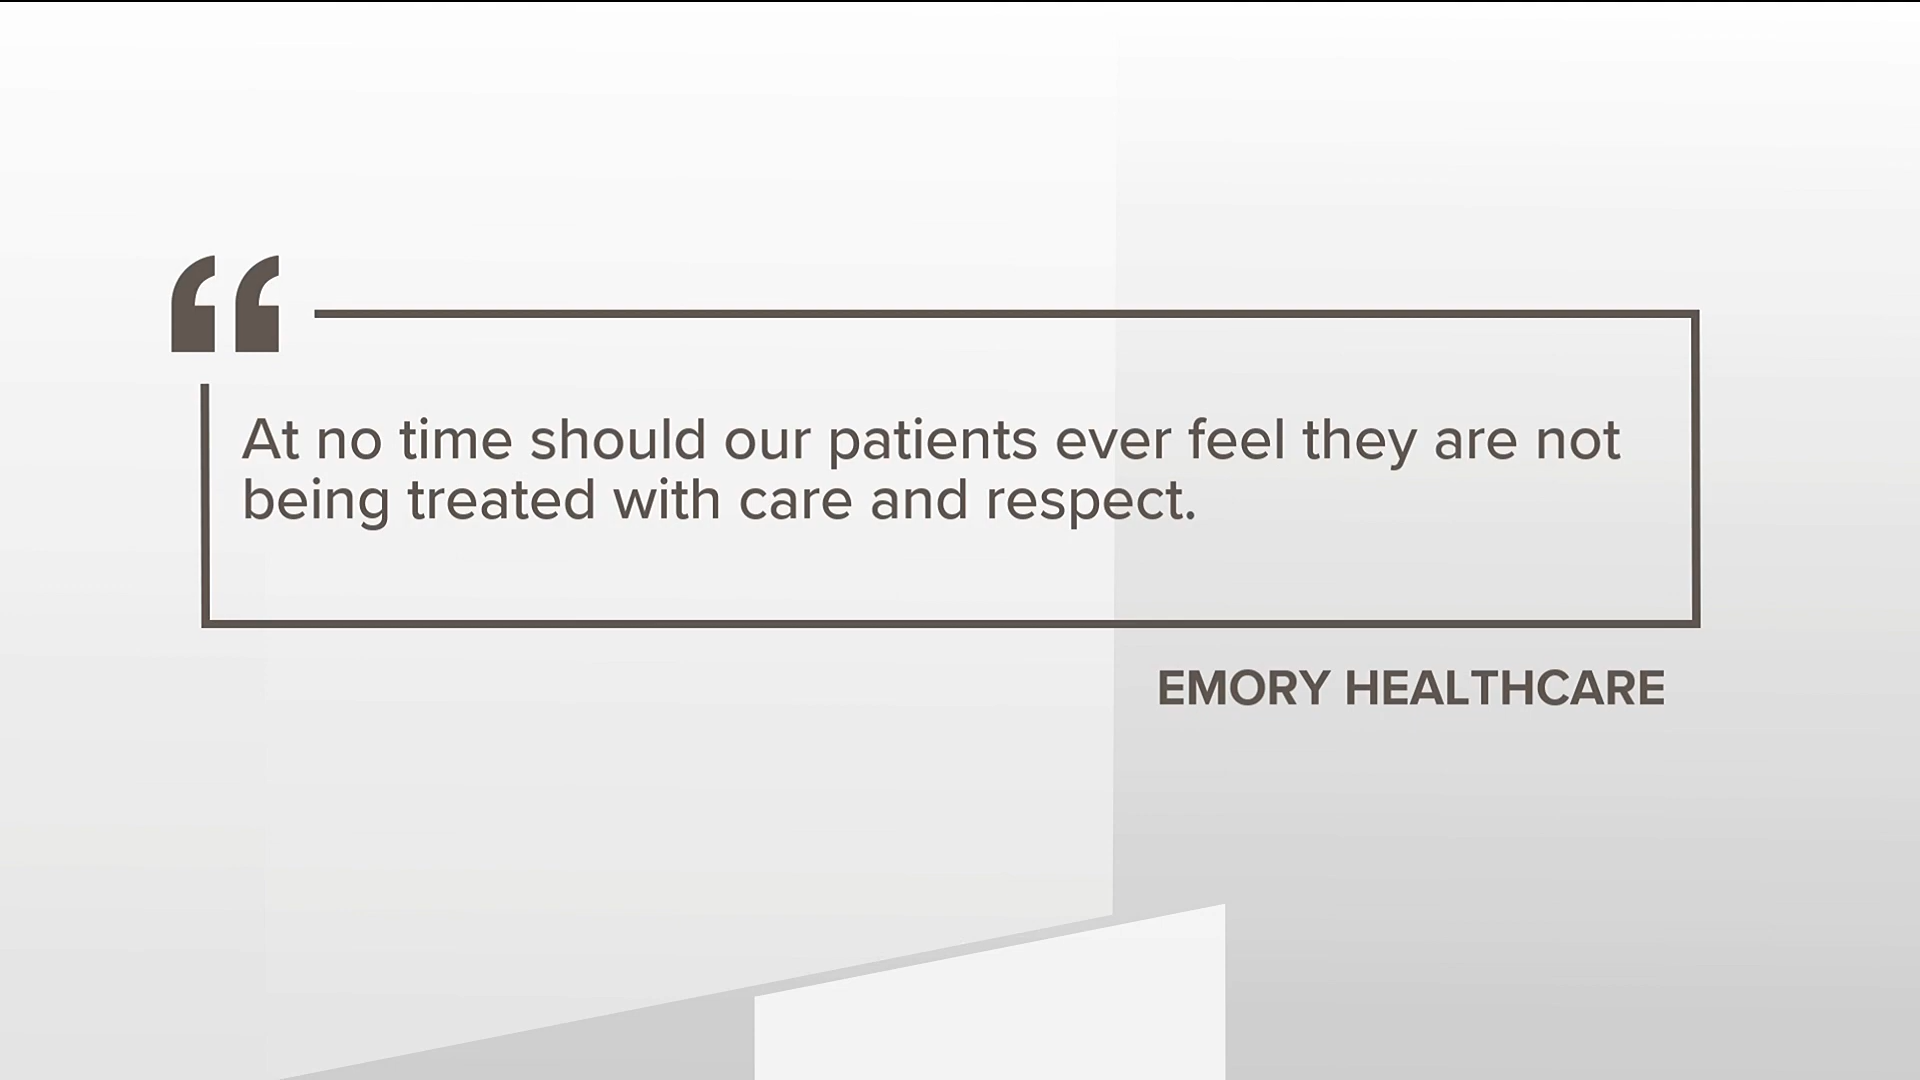 “
At no time should our patients ever feel they are not
being treated with care and respect.
EMORY HEALTHCARE